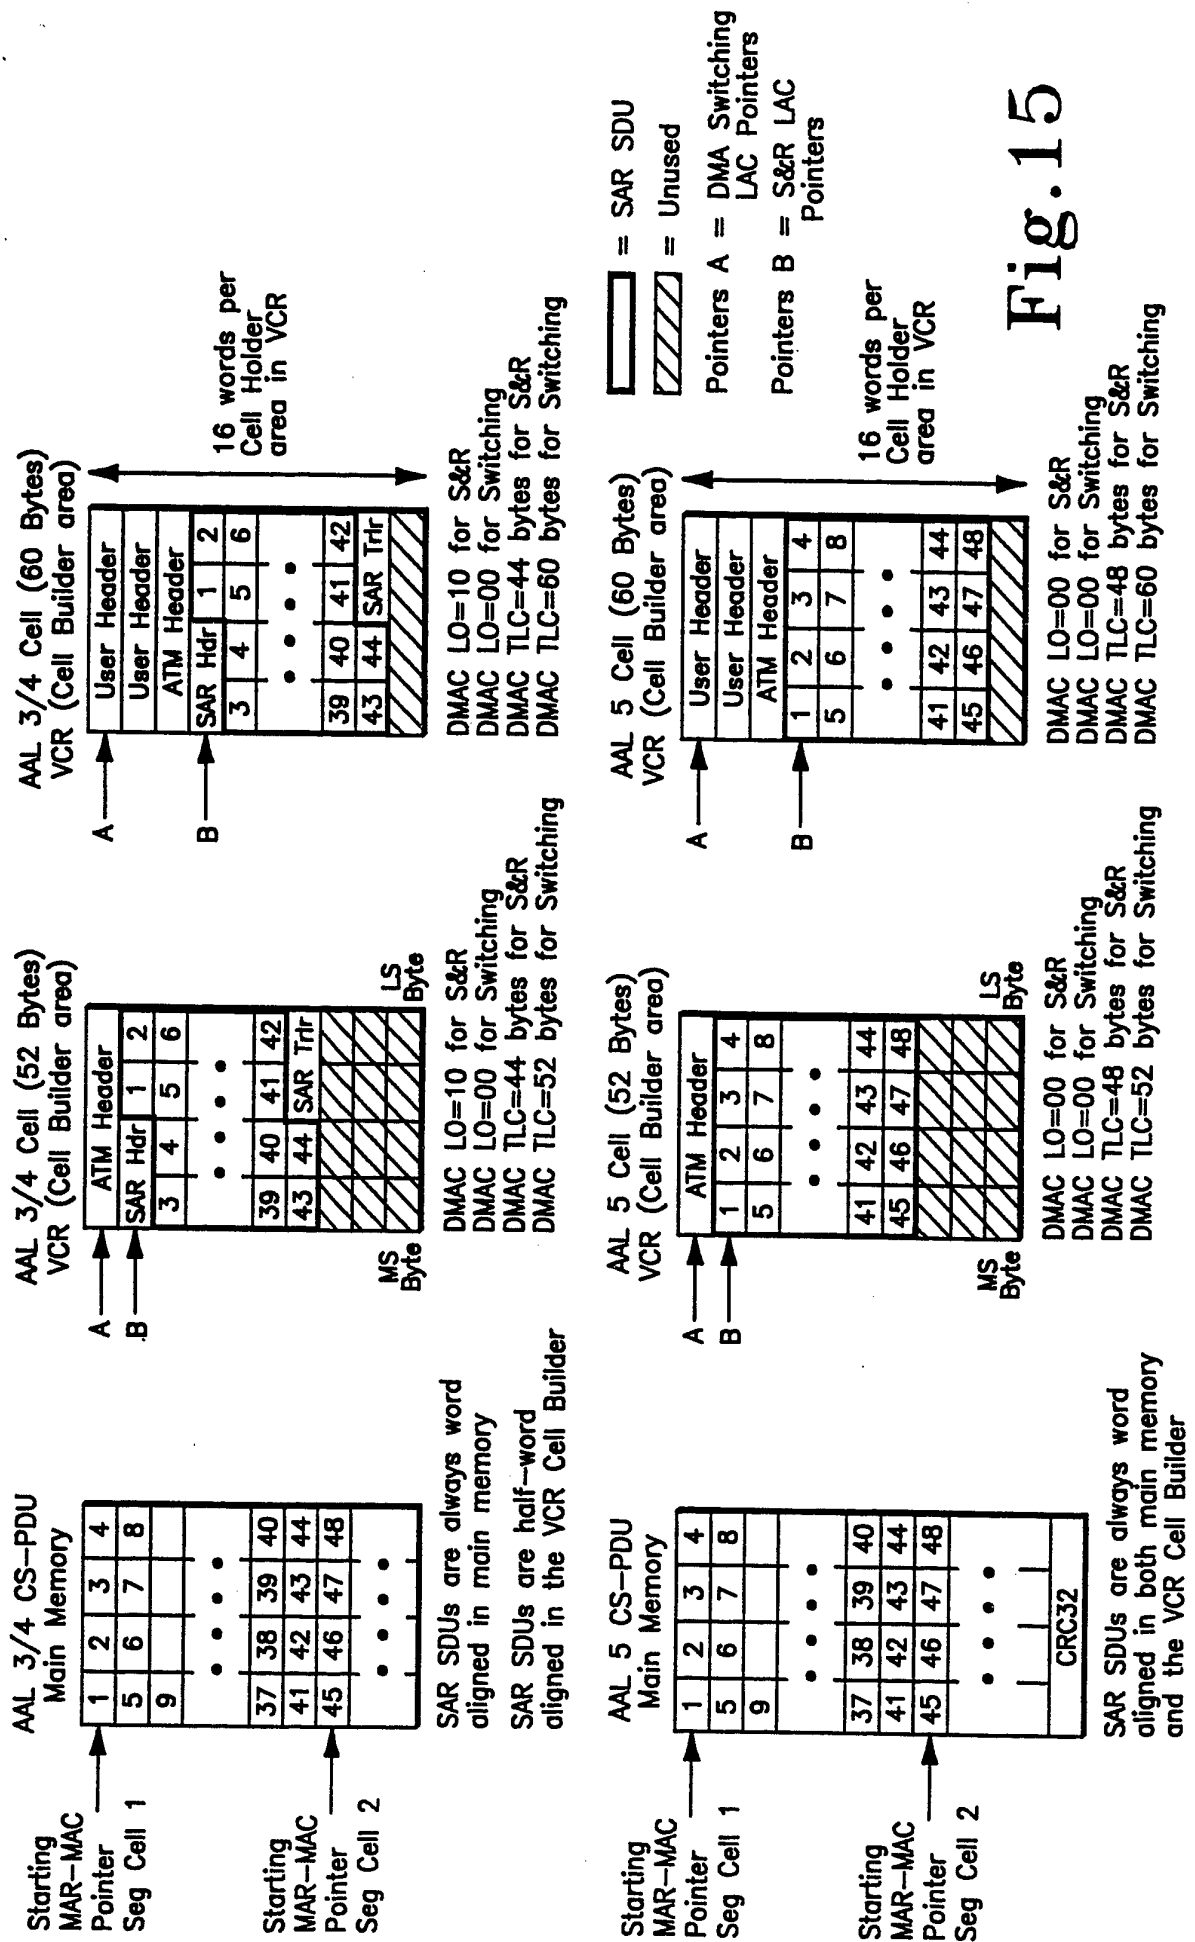 AAL 3/4 CS-PDU
Main Memory
Starting
MAR-MAC
Pointer
Seg Cell 1
1 2 3 4
5 6 7 8
9
37 38 39 40
41 42 43 44
45 46 47 48
Starting
MAR-MAC
Pointer
Seg Cell 2
SAR SDUs are always word
aligned in main memory
SAR SDUs are half-word
aligned in the VCR Cell Builder
AAL 3/4 Cell (52 Bytes)
VCR (Cell Builder area)
A
B
ATM Header
SAR Hdr 1 2
3 4 5 6
39 40 41 42
43 44 SAR Trlr
MS
Byte
LS
Byte
DMAC LO=10 for S&R
DMAC LO=00 for Switching
DMAC TLC=44 bytes for S&R
DMAC TLC=52 bytes for Switching
AAL 3/4 Cell (60 Bytes)
VCR (Cell Builder area)
A
B
User Header
User Header
ATM Header
SAR Hdr 1 2
3 4 5 6
39 40 41 42
43 44 SAR Trlr
16 words per
Cell Holder
area in VCR
DMAC LO=10 for S&R
DMAC LO=00 for Switching
DMAC TLC=44 bytes for S&R
DMAC TLC=60 bytes for Switching
AAL 5 CS-PDU
Main Memory
Starting
MAR-MAC
Pointer
Seg Cell 1
1 2 3 4
5 6 7 8
9
37 38 39 40
41 42 43 44
45 46 47 48
CRC32
Starting
MAR-MAC
Pointer
Seg Cell 2
SAR SDUs are always word
aligned in both main memory
and the VCR Cell Builder
AAL 5 Cell (52 Bytes)
VCR (Cell Builder area)
A
B
ATM Header
1 2 3 4
5 6 7 8
41 42 43 44
45 46 47 48
MS
Byte
LS
Byte
DMAC LO=00 for S&R
DMAC LO=00 for Switching
DMAC TLC=48 bytes for S&R
DMAC TLC=52 bytes for Switching
AAL 5 Cell (60 Bytes)
VCR (Cell Builder area)
A
B
User Header
User Header
ATM Header
1 2 3 4
5 6 7 8
41 42 43 44
45 46 47 48
16 words per
Cell Holder
area in VCR
DMAC LO=00 for S&R
DMAC LO=00 for Switching
DMAC TLC=48 bytes for S&R
DMAC TLC=60 bytes for Switching
= SAR SDU
= Unused
Pointers A = DMA Switching
LAC Pointers
Pointers B = S&R LAC
Pointers
Fig.15